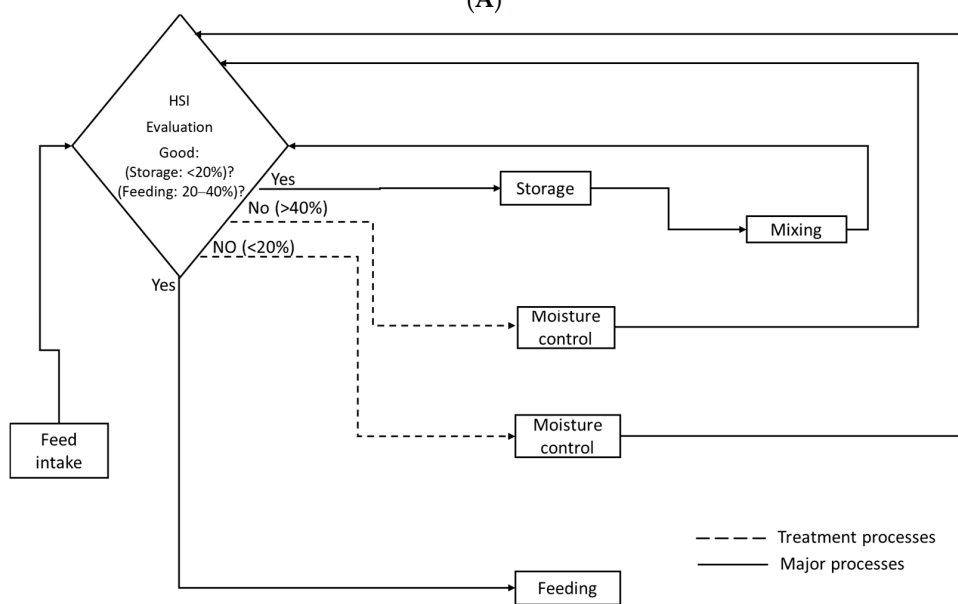 (A)
HSI
Evaluation
Good:
(Storage: <20%)?
(Feeding: 20–40%)?
Yes
Storage
No (>40%)
Mixing
NO (<20%)
Yes
Moisture
control
Moisture
control
Feed
intake
Treatment processes
Major processes
Feeding